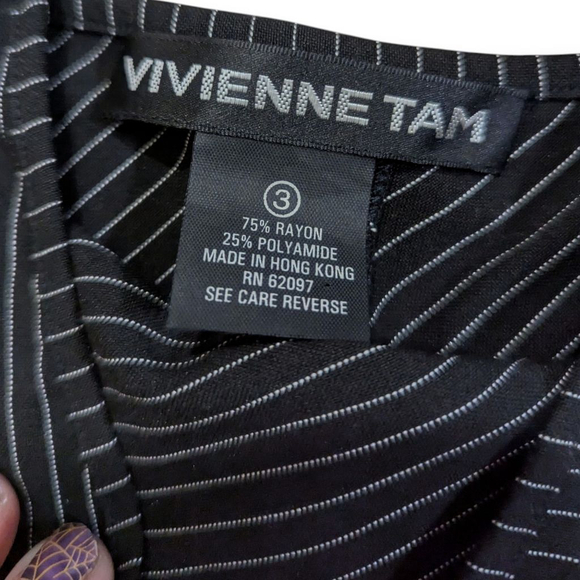 VIVIENNE TAM
3
75% RAYON
25% POLYAMIDE
MADE IN HONG KONG
RN 62097
SEE CARE REVERSE